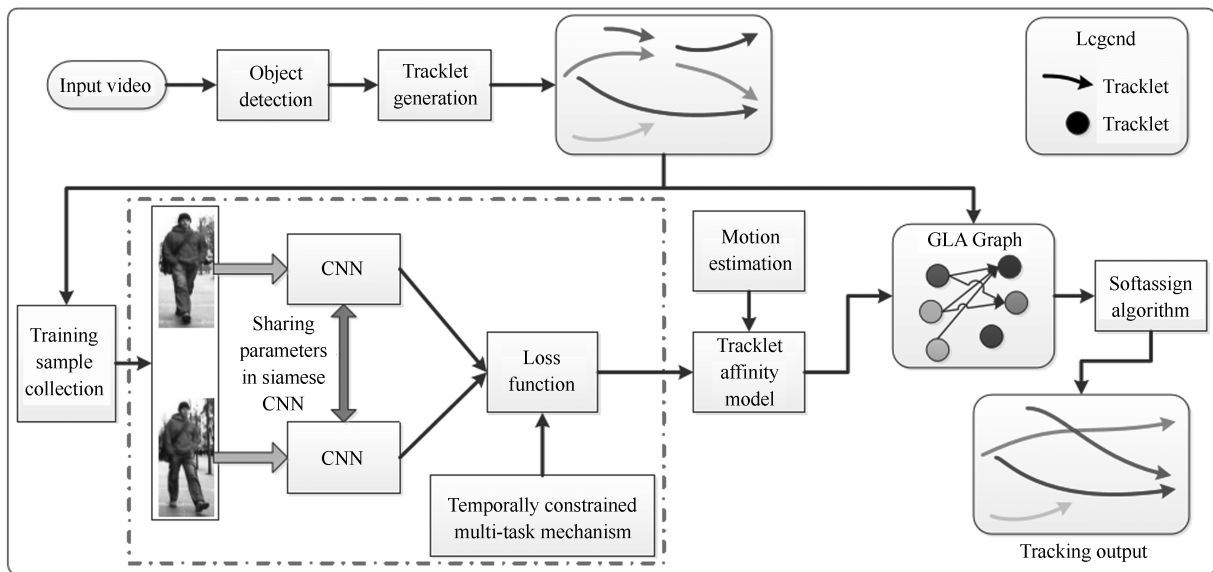 Input video
Object
detection
Tracklet
generation
Lcgcnd
Tracklet
Tracklet
Training
sample
collection
CNN
Sharing
parameters
in siamese
CNN
CNN
Loss
function
Temporally constrained
multi-task mechanism
Motion
estimation
Tracklet
affinity
model
GLA Graph
Softassign
algorithm
Tracking output